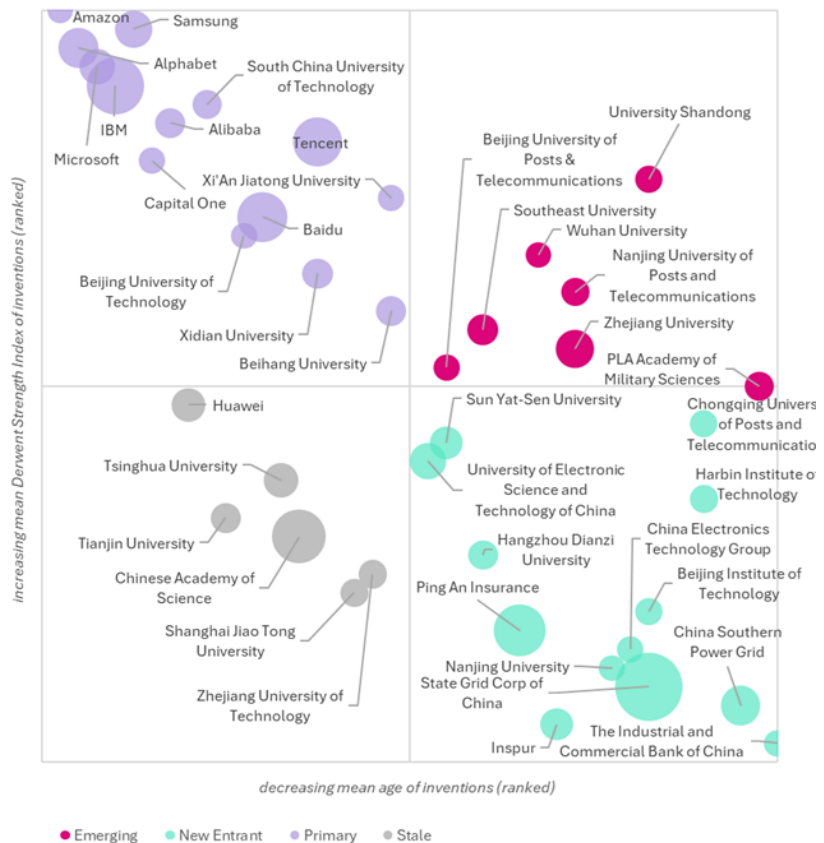 Amazon
Samsung
Alphabet
South China University
of Technology
IBM
Alibaba
Microsoft
Tencent
Capital One
Xi'An Jiatong University
Baidu
Beijing University of
Technology
Xidian University
Beihang University
University Shandong
Beijing University of
Posts &
Telecommunications
Southeast University
Wuhan University
Nanjing University of
Posts and
Telecommunications
Zhejiang University
PLA Academy of
Military Sciences
Huawei
Tsinghua University
Tianjin University
Chinese Academy of
Science
Shanghai Jiao Tong
University
Zhejiang University of
Technology
Sun Yat-Sen University
Chongqing Univers
of Posts and
Telecommunicatio
University of Electronic
Science and
Technology of China
Harbin Institute of
Technology
Hangzhou Dianzi
University
China Electronics
Technology Group
Beijing Institute of
Technology
Ping An Insurance
China Southern
Power Grid
Nanjing University
State Grid Corp of
China
Inspur
The Industrial and
Commercial Bank of China
increasing mean Derwent Strength Index of inventions (ranked)
decreasing mean age of inventions (ranked)
Emerging New Entrant Primary Stale